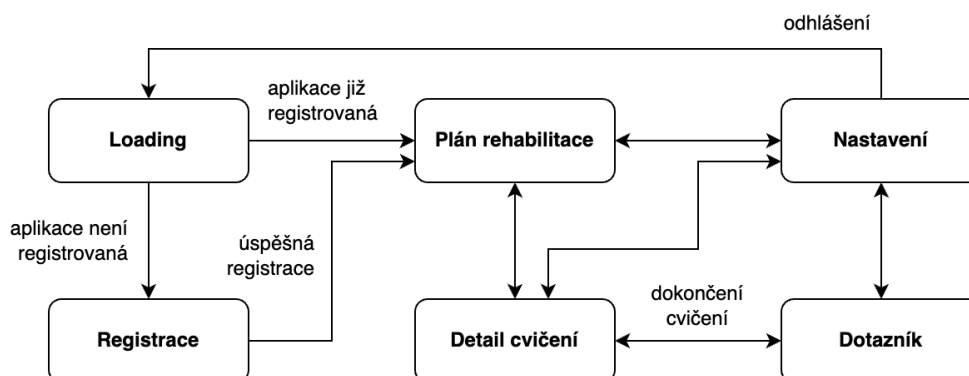 odhlášení
aplikace již
registrovaná
Loading
Plán rehabilitace
Nastavení
aplikace není
registrovaná
úspěšná
registrace
dokončení
cvičení
Registrace
Detail cvičení
Dotazník